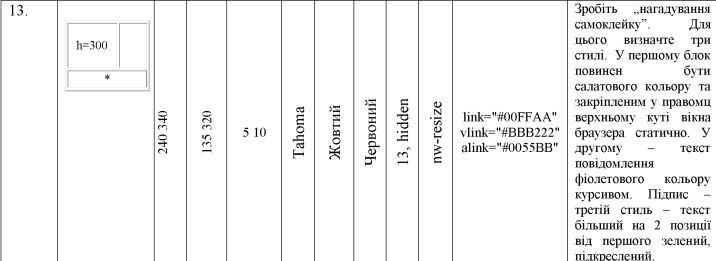 13.
h=300
*
240 340
135 320
5 10
Tahoma
Жовтий
Червоний
13, hidden
nw-resize
link="#00FFAA"
vlink="#BBB222"
alink="#0055BB"
Зробіть „нагадування
самоклейку”. Для
цього визначте три
стилі. У першому блок
повинен бути
салатового кольору та
закріпленим у правомц
верхньому куті вікна
браузера статично. У
другому – текст
повідомлення
фіолетового кольору
курсивом. Підпис –
третій стиль – текст
більший на 2 позиції
від першого зелений,
підкреслений.